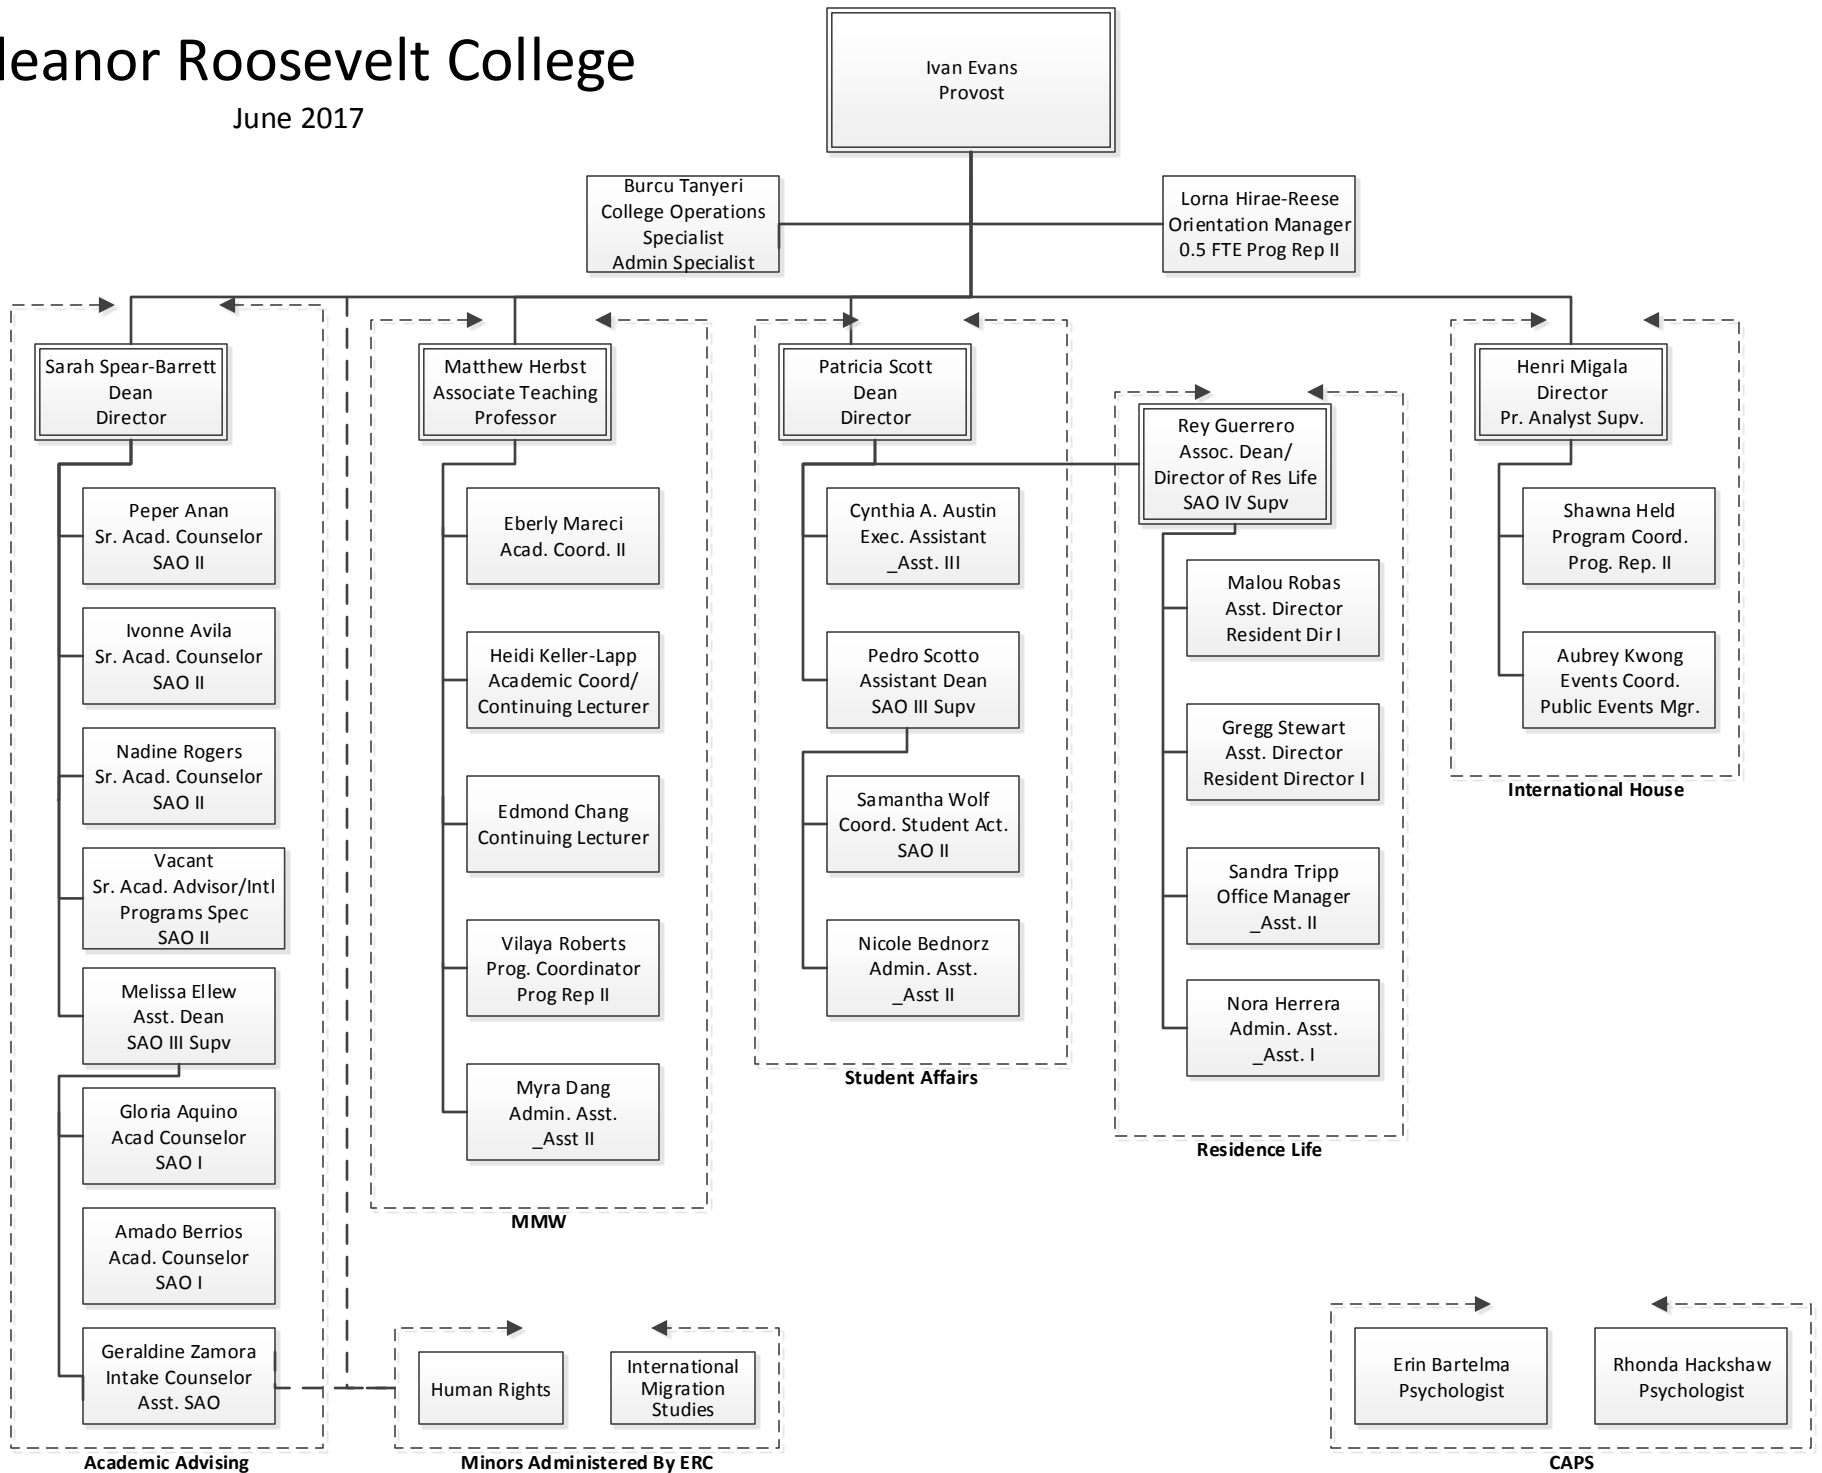 leanor Roosevelt College
June 2017
Ivan Evans
Provost
Burcu Tanyeri
College Operations
Specialist
Admin Specialist
Lorna Hirae-Reese
Orientation Manager
0.5 FTE Prog Rep II
Sarah Spear-Barrett
Dean
Director
Peper Anan
Sr. Acad. Counselor
SAO II
Ivonne Avila
Sr. Acad. Counselor
SAO II
Nadine Rogers
Sr. Acad. Counselor
SAO II
Vacant
Sr. Acad. Advisor/Intl
Programs Spec
SAO II
Melissa Ellew
Asst. Dean
SAO III Supv
Gloria Aquino
Acad Counselor
SAO I
Amado Berrios
Acad. Counselor
SAO I
Geraldine Zamora
Intake Counselor
Asst. SAO
Academic Advising
Matthew Herbst
Associate Teaching
Professor
Eberly Mareci
Acad. Coord. II
Heidi Keller-Lapp
Academic Coord/
Continuing Lecturer
Edmond Chang
Continuing Lecturer
Vilaya Roberts
Prog. Coordinator
Prog Rep II
Myra Dang
Admin. Asst.
_Asst II
MMW
Patricia Scott
Dean
Director
Cynthia A. Austin
Exec. Assistant
_Asst. III
Pedro Scotto
Assistant Dean
SAO III Supv
Samantha Wolf
Coord. Student Act.
SAO II
Nicole Bednorz
Admin. Asst.
_Asst II
Student Affairs
Rey Guerrero
Assoc. Dean/
Director of Res Life
SAO IV Supv
Malou Robas
Asst. Director
Resident Dir I
Gregg Stewart
Asst. Director
Resident Director I
Sandra Tripp
Office Manager
_Asst. II
Nora Herrera
Admin. Asst.
_Asst. I
Residence Life
Henri Migala
Director
Pr. Analyst Supv.
Shawna Held
Program Coord.
Prog. Rep. II
Aubrey Kwong
Events Coord.
Public Events Mgr.
International House
Human Rights
International
Migration
Studies
Minors Administered By ERC
Erin Bartelma
Psychologist
Rhonda Hackshaw
Psychologist
CAPS